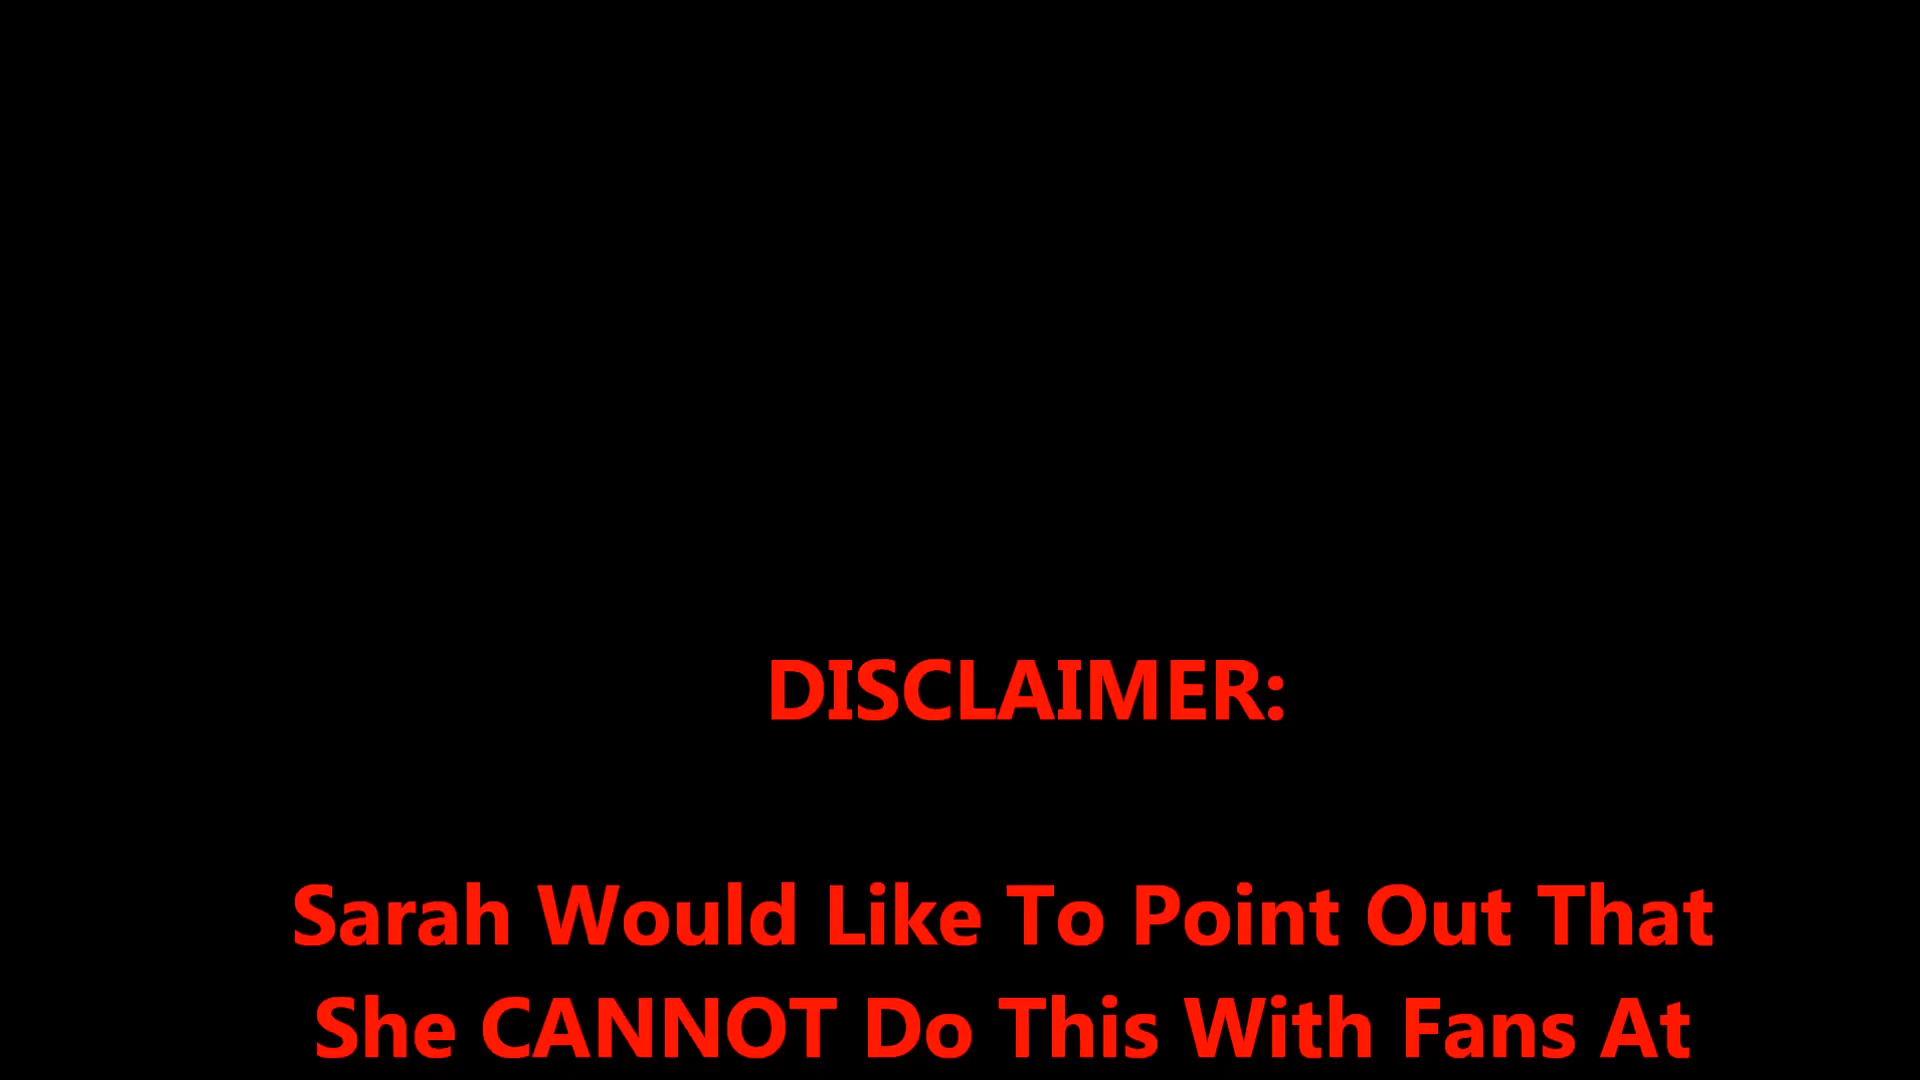 DISCLAIMER:
Sarah Would Like To Point Out That
She CANNOT Do This With Fans At